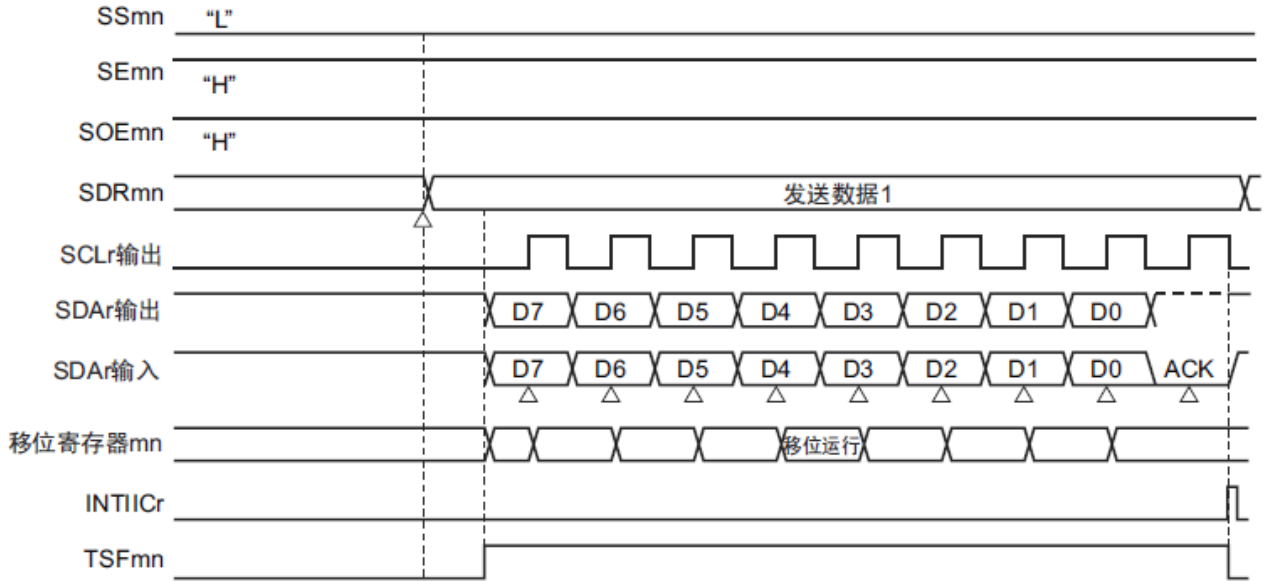 SSmn “L”
SEmn “H”
SOEmn “H”
SDRmn 发送数据1
SCLr输出
SDAr输出 D7 D6 D5 D4 D3 D2 D1 D0
SDAr输入 D7 D6 D5 D4 D3 D2 D1 D0 ACK
移位寄存器mn 移位运行
INTIICr
TSFmn